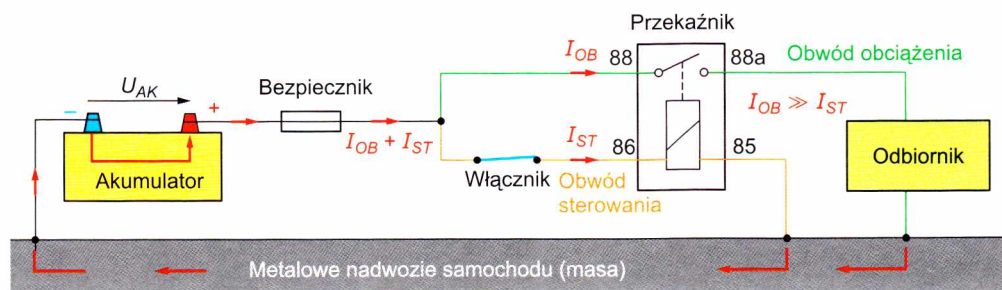 Przekaźnik
I_OB 88 88a Obwód obciążenia
U_AK
Bezpiecznik
− +
I_OB ≫ I_ST
I_OB + I_ST
I_ST
86 85
Akumulator
Włącznik
Obwód
sterowania
Odbiornik
Metalowe nadwozie samochodu (masa)